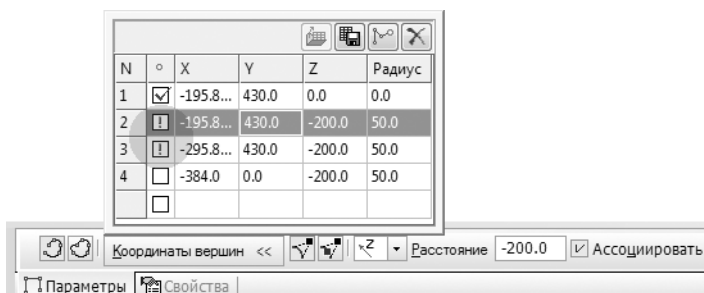 N ° X Y Z Радиус
1 -195.8... 430.0 0.0 0.0
2 ! -195.8... 430.0 -200.0 50.0
3 ! -295.8... 430.0 -200.0 50.0
4 -384.0 0.0 -200.0 50.0
Координаты вершин << Z Расстояние -200.0 Ассоциировать
Параметры Свойства